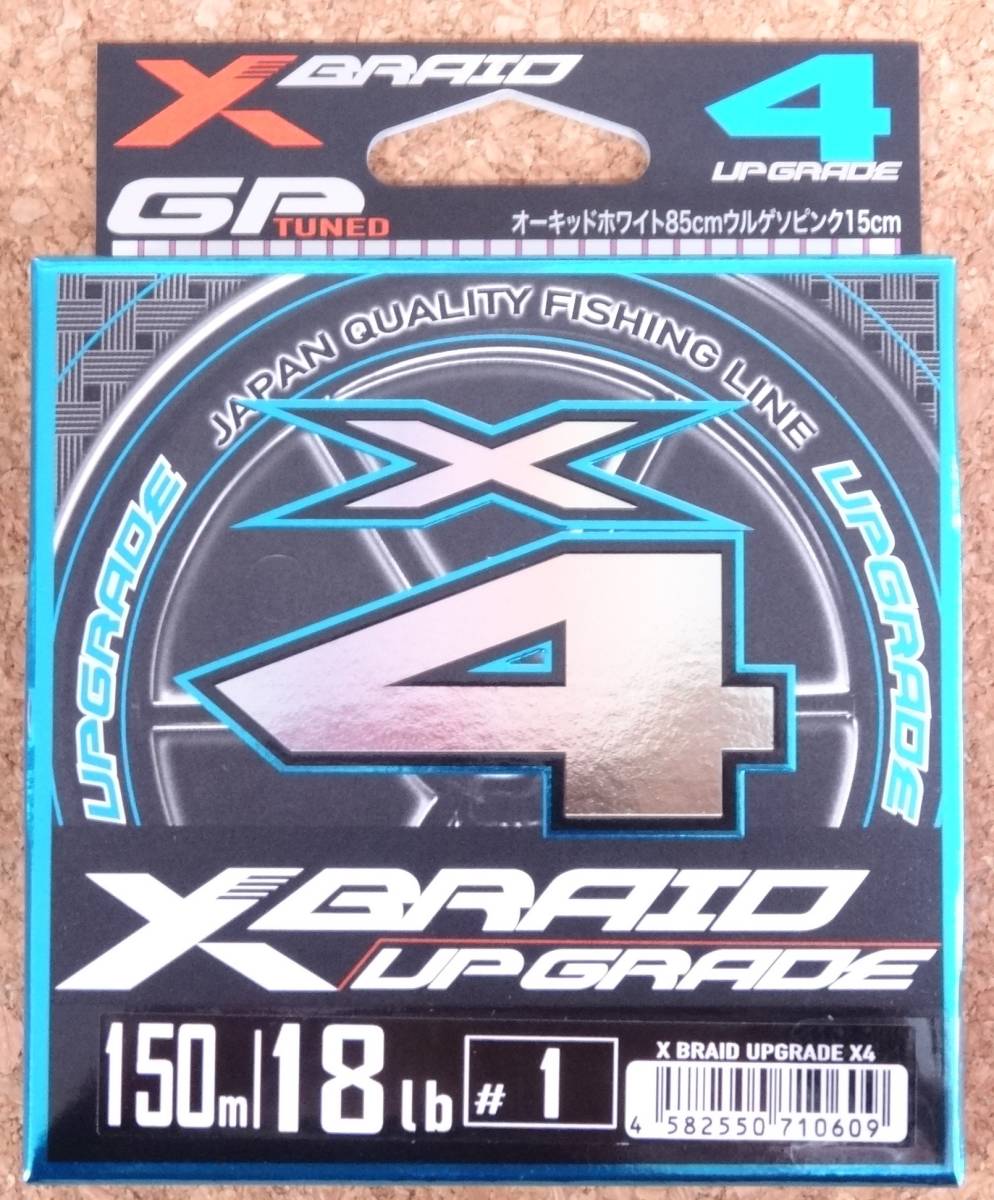 X BRAID
4
UPGRADE
GP TUNED
オーキッドホワイト85cmウルゲソピンク15cm
JAPAN QUALITY FISHING LINE
UPGRADE
UPGRADE
X
4
X BRAID
UPGRADE
150m/18lb
# 1
X BRAID UPGRADE X4
4 582550 710609